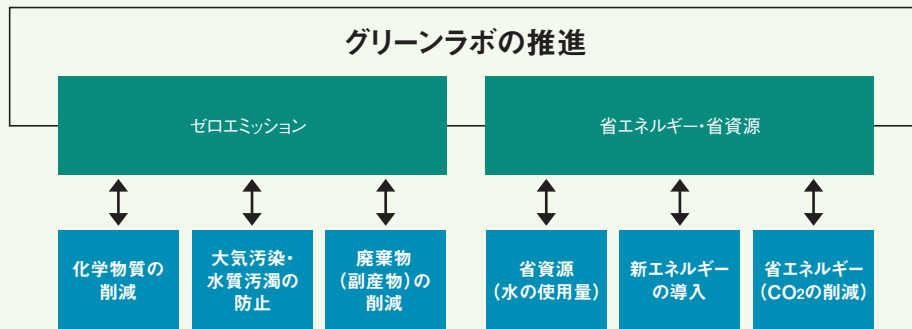 グリーンラボの推進
ゼロエミッション
省エネルギー・省資源
化学物質の
削減
大気汚染・
水質汚濁の
防止
廃棄物
(副産物)の
削減
省資源
(水の使用量)
新エネルギー
の導入
省エネルギー
(CO2の削減)